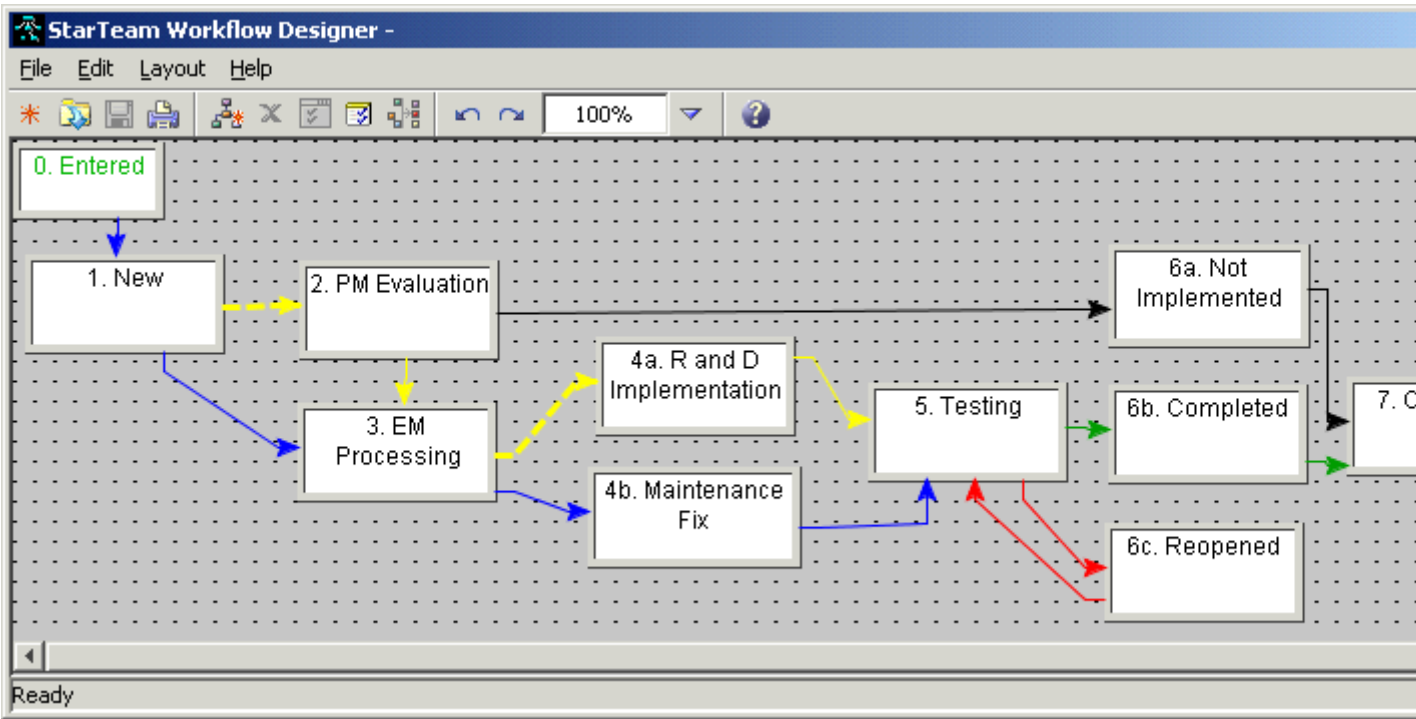 StarTeam Workflow Designer -
File Edit Layout Help
100%
0. Entered
1. New
2. PM Evaluation
6a. Not
Implemented
4a. R and D
Implementation
3. EM
Processing
5. Testing
6b. Completed
7. C
4b. Maintenance
Fix
6c. Reopened
Ready